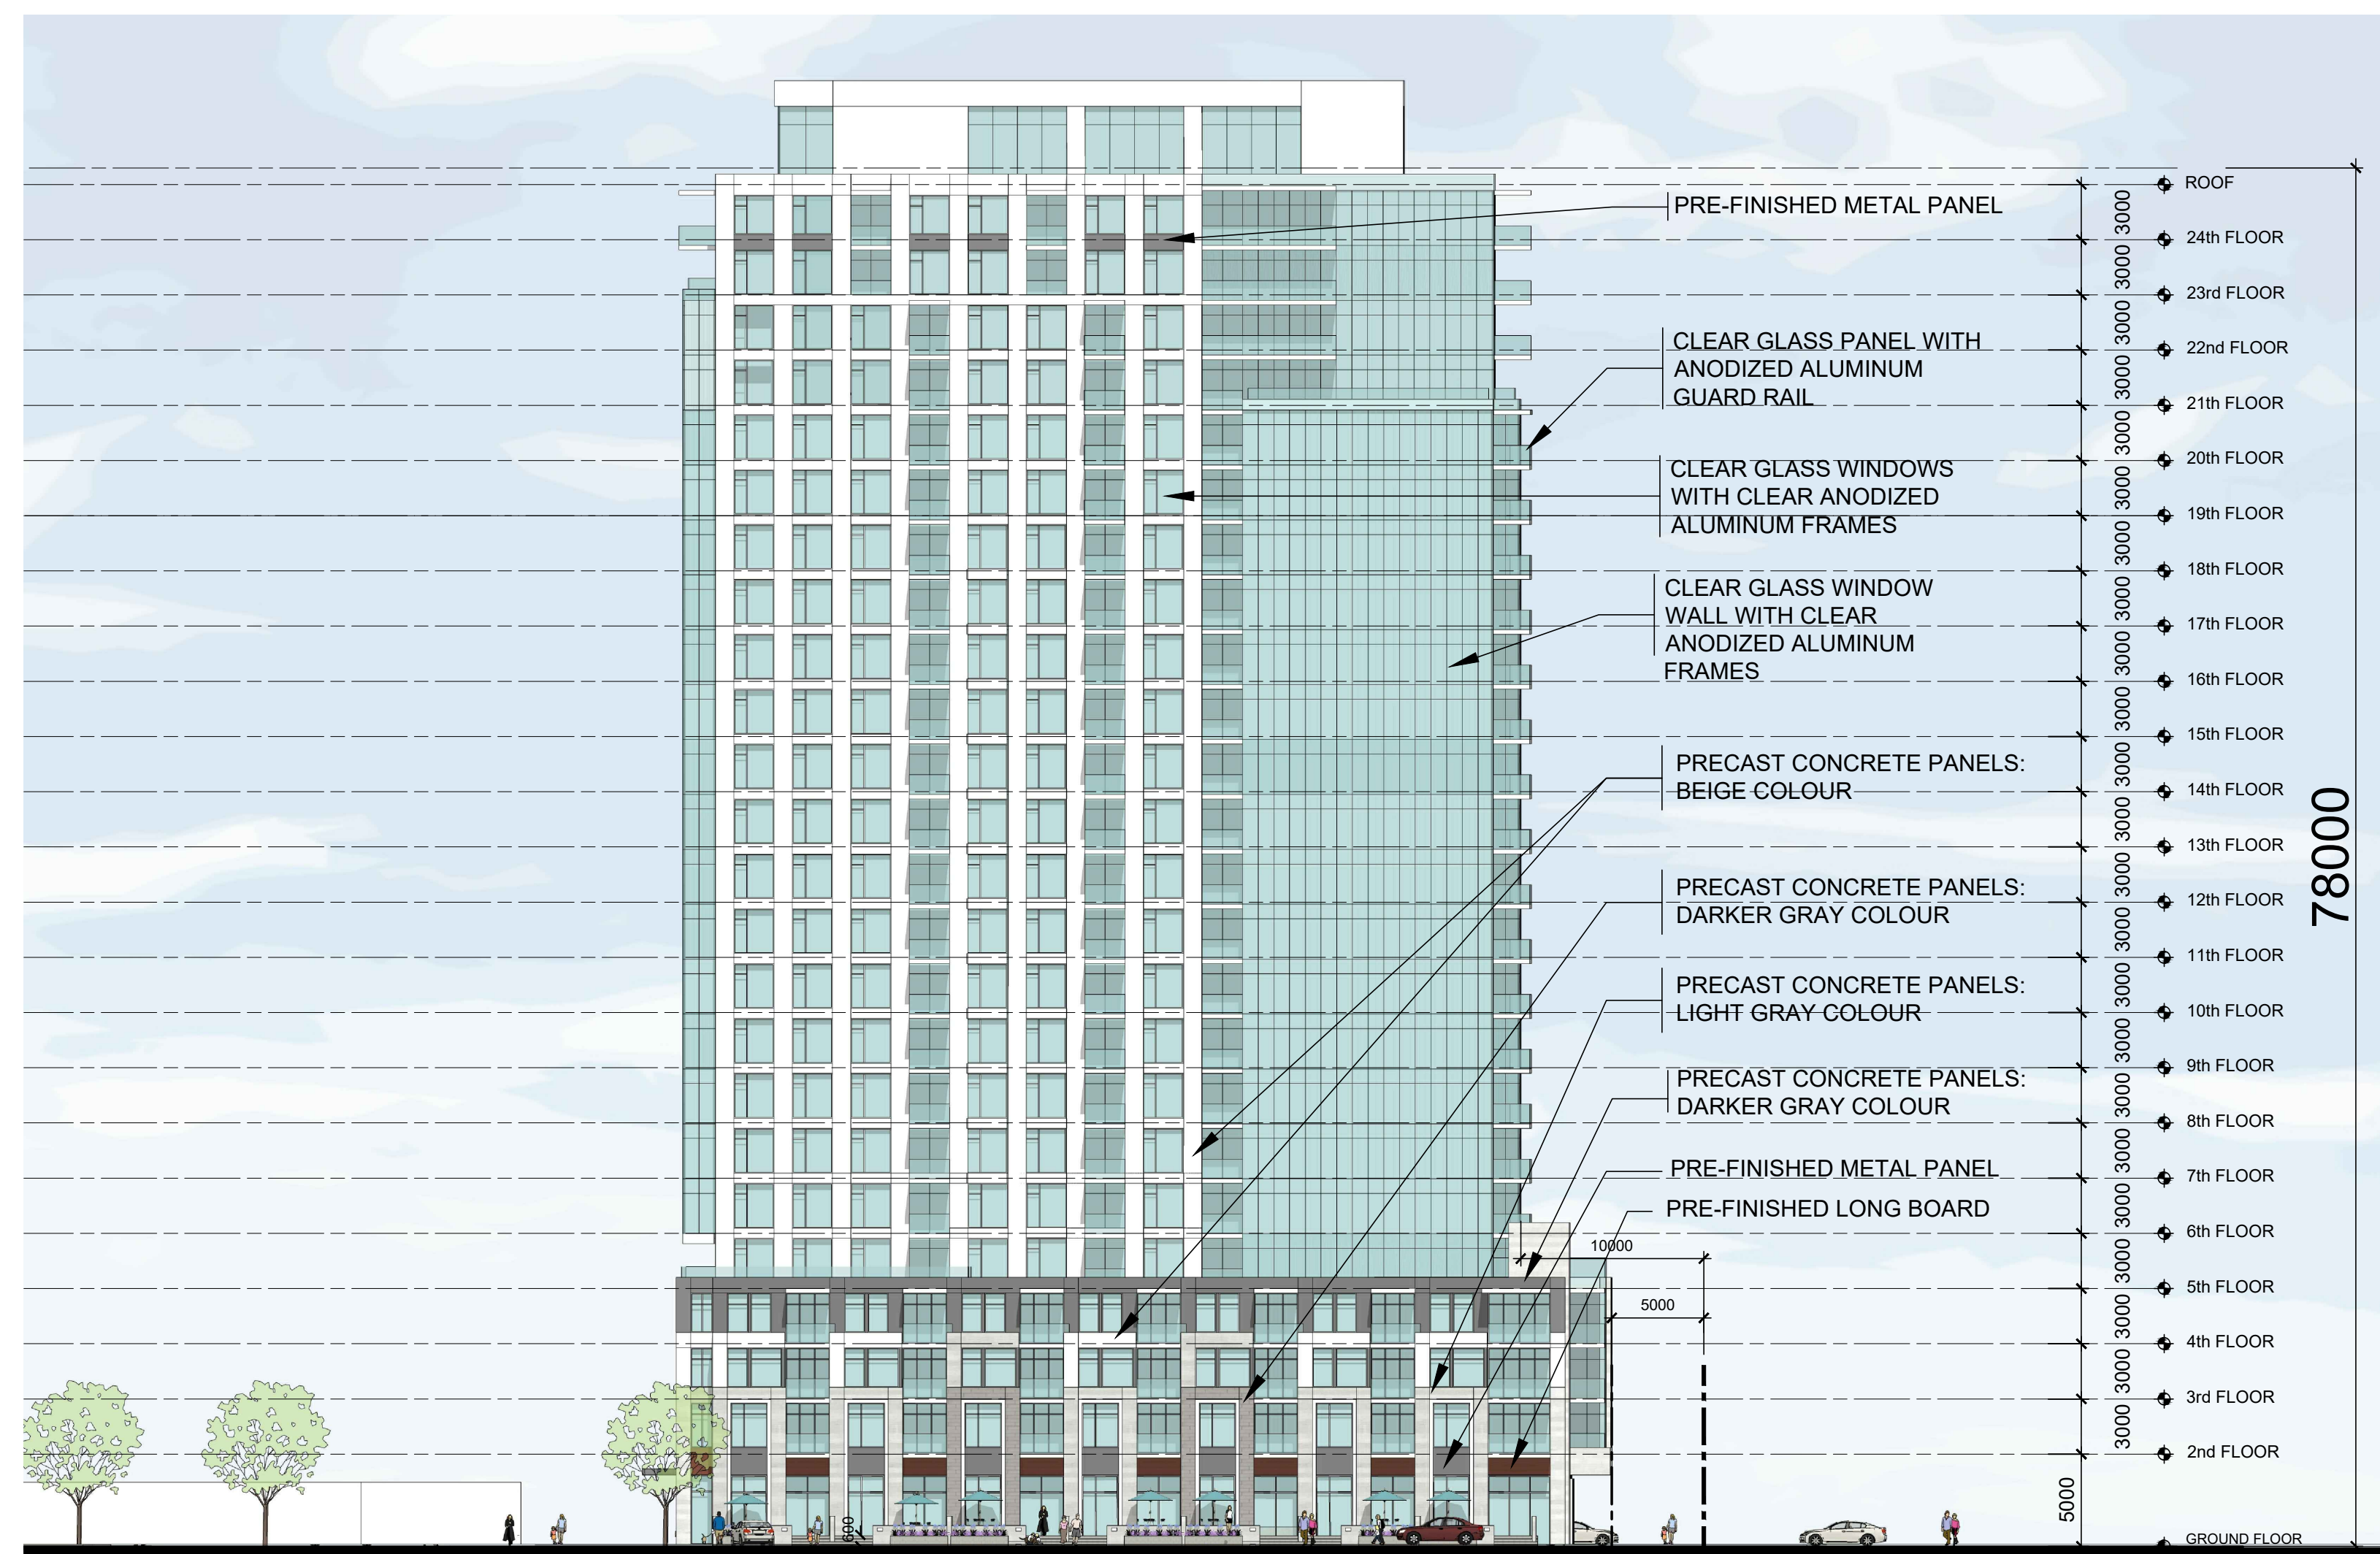 ROOF
3000
PRE-FINISHED METAL PANEL
24th FLOOR
3000
23rd FLOOR
3000
CLEAR GLASS PANEL WITH
ANODIZED ALUMINUM
GUARD RAIL
22nd FLOOR
3000
21th FLOOR
3000
CLEAR GLASS WINDOWS
WITH CLEAR ANODIZED
ALUMINUM FRAMES
20th FLOOR
3000
19th FLOOR
3000
18th FLOOR
3000
CLEAR GLASS WINDOW
WALL WITH CLEAR
ANODIZED ALUMINUM
FRAMES
17th FLOOR
3000
16th FLOOR
3000
15th FLOOR
3000
PRECAST CONCRETE PANELS:
BEIGE COLOUR
14th FLOOR
3000
78000
13th FLOOR
3000
PRECAST CONCRETE PANELS:
DARKER GRAY COLOUR
12th FLOOR
3000
11th FLOOR
3000
PRECAST CONCRETE PANELS:
LIGHT GRAY COLOUR
10th FLOOR
3000
9th FLOOR
3000
PRECAST CONCRETE PANELS:
DARKER GRAY COLOUR
8th FLOOR
3000
PRE-FINISHED METAL PANEL
7th FLOOR
3000
PRE-FINISHED LONG BOARD
6th FLOOR
3000
10000
5th FLOOR
3000
5000
4th FLOOR
3000
3rd FLOOR
3000
2nd FLOOR
5000
600
GROUND FLOOR